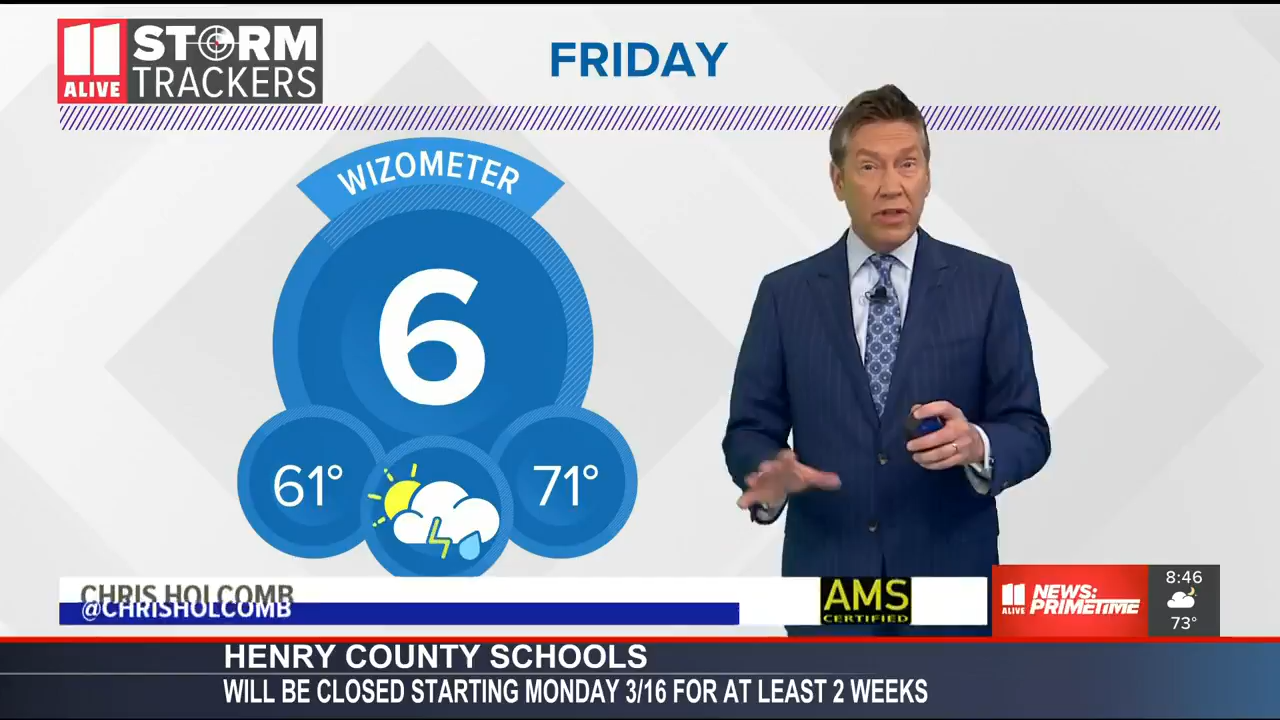 11 ALIVE STORM TRACKERS
FRIDAY
WIZOMETER
6
61° 71°
CHRIS HOLCOMB
@CHRISHOLCOMB
AMS
CERTIFIED
11 ALIVE NEWS: PRIMETIME
8:46
73°
HENRY COUNTY SCHOOLS
WILL BE CLOSED STARTING MONDAY 3/16 FOR AT LEAST 2 WEEKS